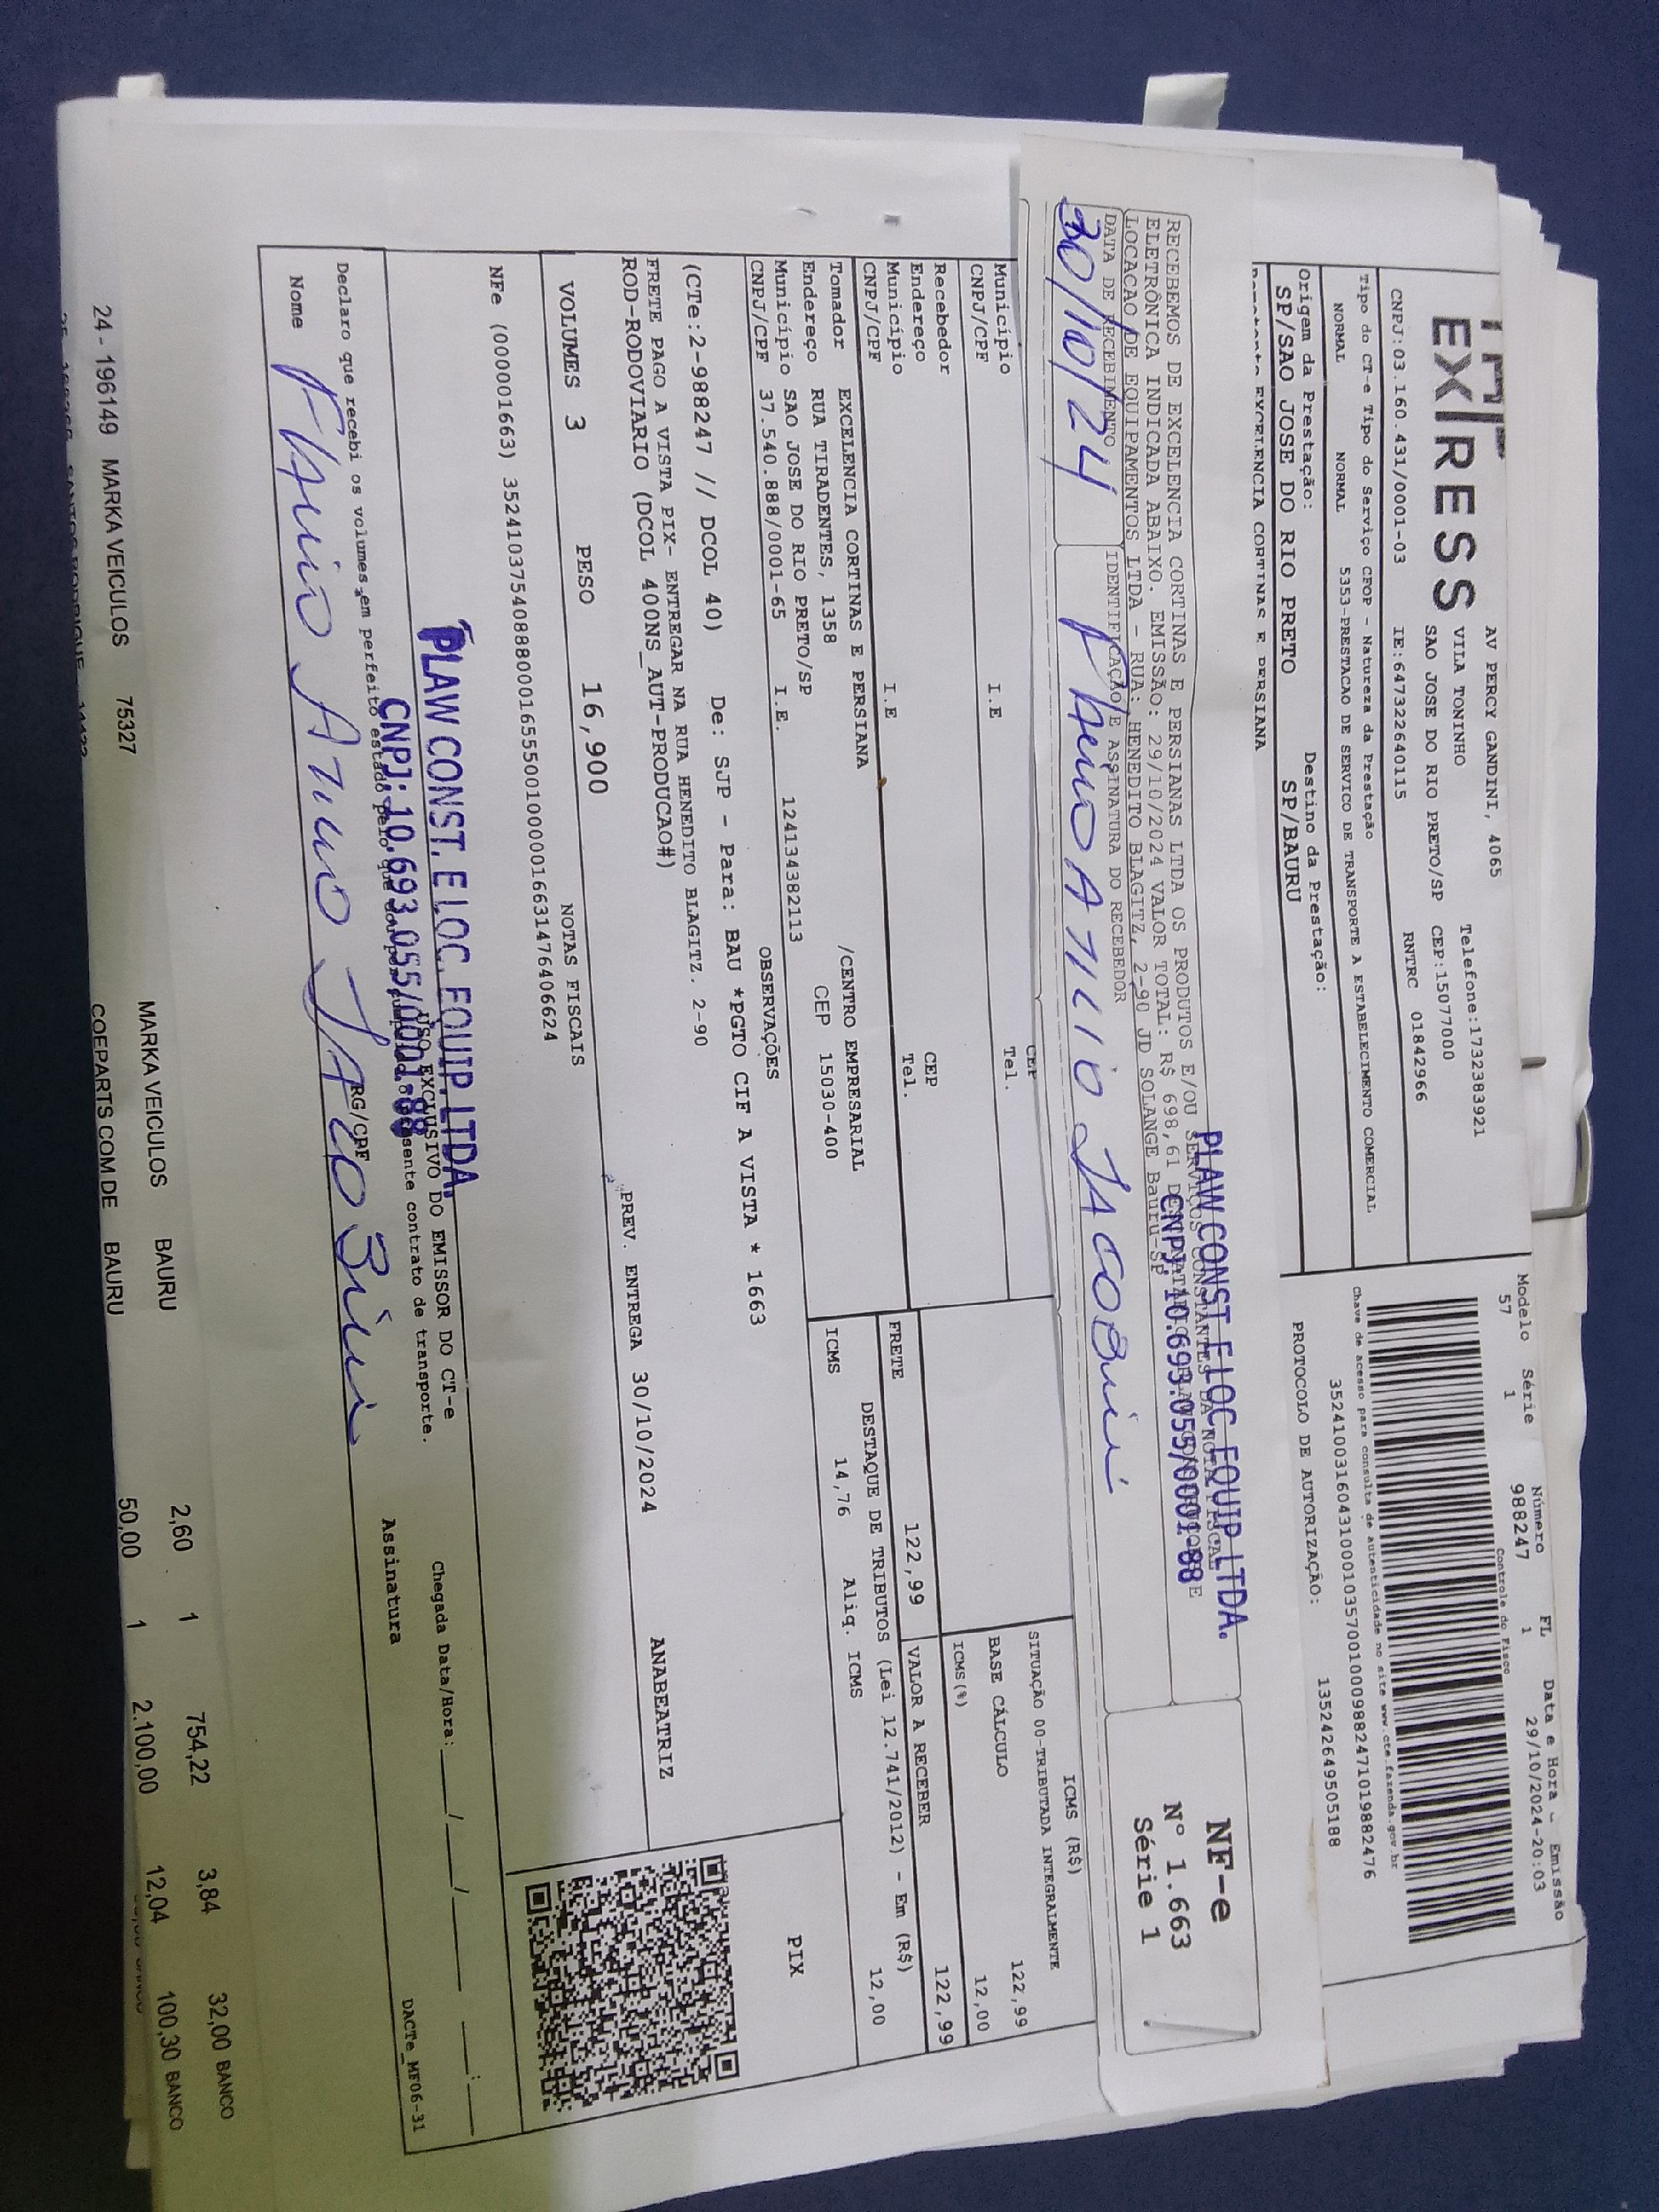 EXPRESS
AV PERCY GANDINI, 4065
VILA TONINHO
SAO JOSE DO RIO PRETO/SP CEP:15077000
Telefone:1732383921
CNPJ:03.160.431/0001-03 IE:647322640115 RNTRC 01842966
Modelo Série Número FL Data e Hora - Emissão
57 1 988247 1 29/10/2024-20:03
Controle do Fisco
Tipo do CT-e Tipo do Serviço CFOP - Natureza da Prestação
NORMAL NORMAL 5353-PRESTACAO DE SERVICO DE TRANSPORTE A ESTABELECIMENTO COMERCIAL
Chave de acesso para consulta de autenticidade no site www.cte.fazenda.gov.br
Origem da Prestação: Destino da Prestação:
SP/SAO JOSE DO RIO PRETO SP/BAURU
PROTOCOLO DE AUTORIZAÇÃO:
135242649505188
EXCELENCIA CORTINAS E PERSIANA
RECEBEMOS DE EXCELENCIA CORTINAS E PERSIANAS LTDA OS PRODUTOS E/OU SERVIÇOS CONSTANTES DA NOTA FISCAL
ELETRÔNICA INDICADA ABAIXO. EMISSÃO: 29/10/2024 VALOR TOTAL: R$ 698,61
LOCACAO DE EQUIPAMENTOS LTDA - RUA: HENEDITO BLAGITZ, 2-90 JD SOLANGE Bauru-SP
PLAW CONST. E LOC. EQUIP. LTDA.
CNPJ: 10.693.055/0001-88
DATA DE RECEBIMENTO IDENTIFICAÇÃO E ASSINATURA DO RECEBEDOR
30/10/24
NF-e
Nº 1.663
Série 1
CEP
Município Tel.
CNPJ/CPF I.E
Recebedor
Endereço CEP
Município Tel.
CNPJ/CPF I.E
ICMS (R$)
SITUAÇÃO 00-TRIBUTADA INTEGRALMENTE
BASE CÁLCULO 122,99
ICMS(%) 12,00
FRETE 122,99 VALOR A RECEBER 122,99
DESTAQUE DE TRIBUTOS (Lei 12.741/2012) - Em (R$)
ICMS 14,76 Aliq. ICMS 12,00
Tomador EXCELENCIA CORTINAS E PERSIANA
Endereço RUA TIRADENTES, 1358 /CENTRO EMPRESARIAL
Município SAO JOSE DO RIO PRETO/SP CEP 15030-400
CNPJ/CPF 37.540.888/0001-65 I.E. 124134382113
OBSERVAÇÕES
PIX
(CTe:2-988247 // DCOL 40) De: SJP - Para: BAU *PGTO CIF A VISTA * 1663
FRETE PAGO A VISTA PIX- ENTREGAR NA RUA HENEDITO BLAGITZ. 2-90
ROD-RODOVIARIO (DCOL 400NS_AUT-PRODUCAO#)
PREV. ENTREGA 30/10/2024 ANABEATRIZ
VOLUMES 3 PESO 16,900 NOTAS FISCAIS
PLAW CONST. E LOC. EQUIP. LTDA.
CNPJ: 10.693.055/0001-88
USO EXCLUSIVO DO EMISSOR DO CT-e
Chegada Data/Hora:
Declaro que recebi os volumes em perfeito estado pelo que presente contrato de transporte.
Nome RG/CPF Assinatura
DACTe_MF06-31
24 - 196149 MARKA VEICULOS 75327 MARKA VEICULOS BAURU 2,60 1 754,22 3,84 32,00 BANCO
COEPARTS COM DE BAURU 50,00 1 2.100,00 12,04 100,30 BANCO